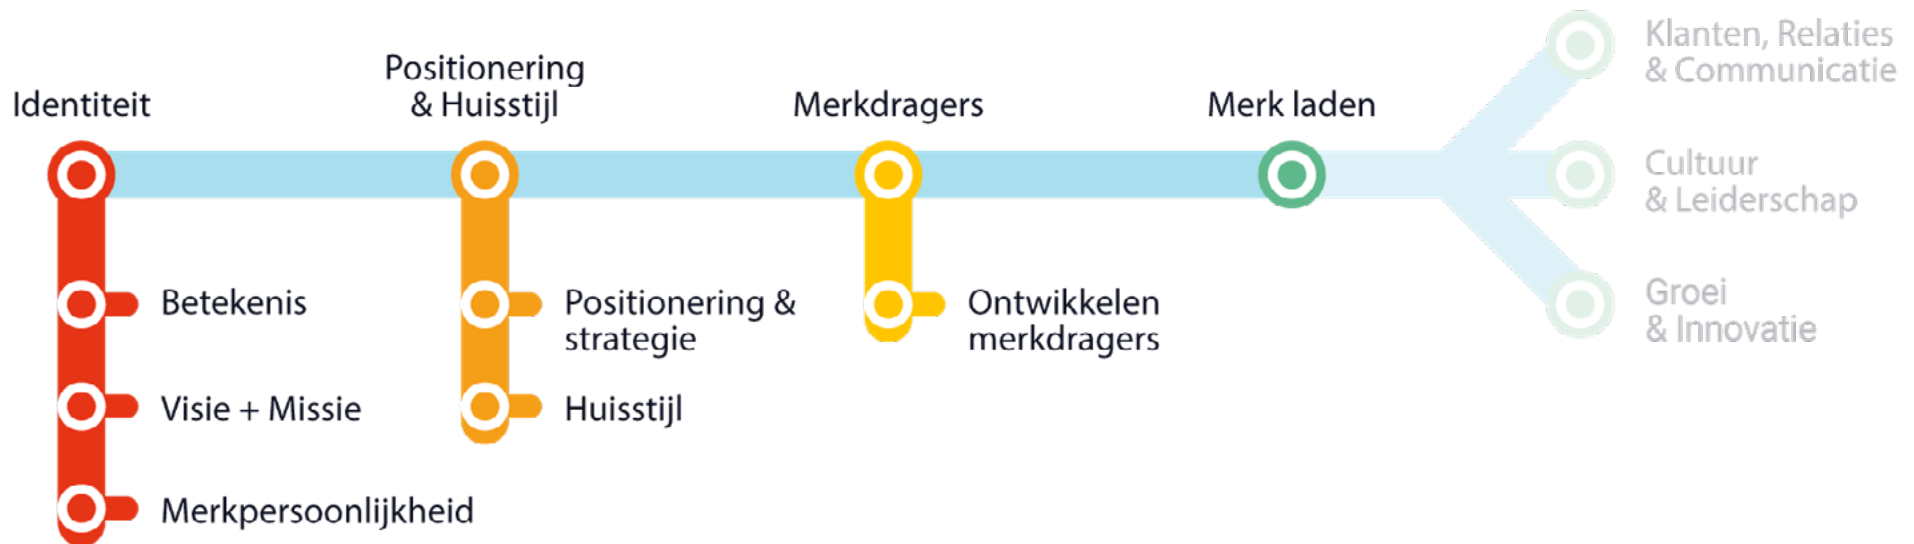 Identiteit
Positionering
& Huisstijl
Merkdragers
Merk laden
Klanten, Relaties
& Communicatie
Cultuur
& Leiderschap
Groei
& Innovatie
Betekenis
Visie + Missie
Merkpersoonlijkheid
Positionering &
strategie
Huisstijl
Ontwikkelen
merkdragers